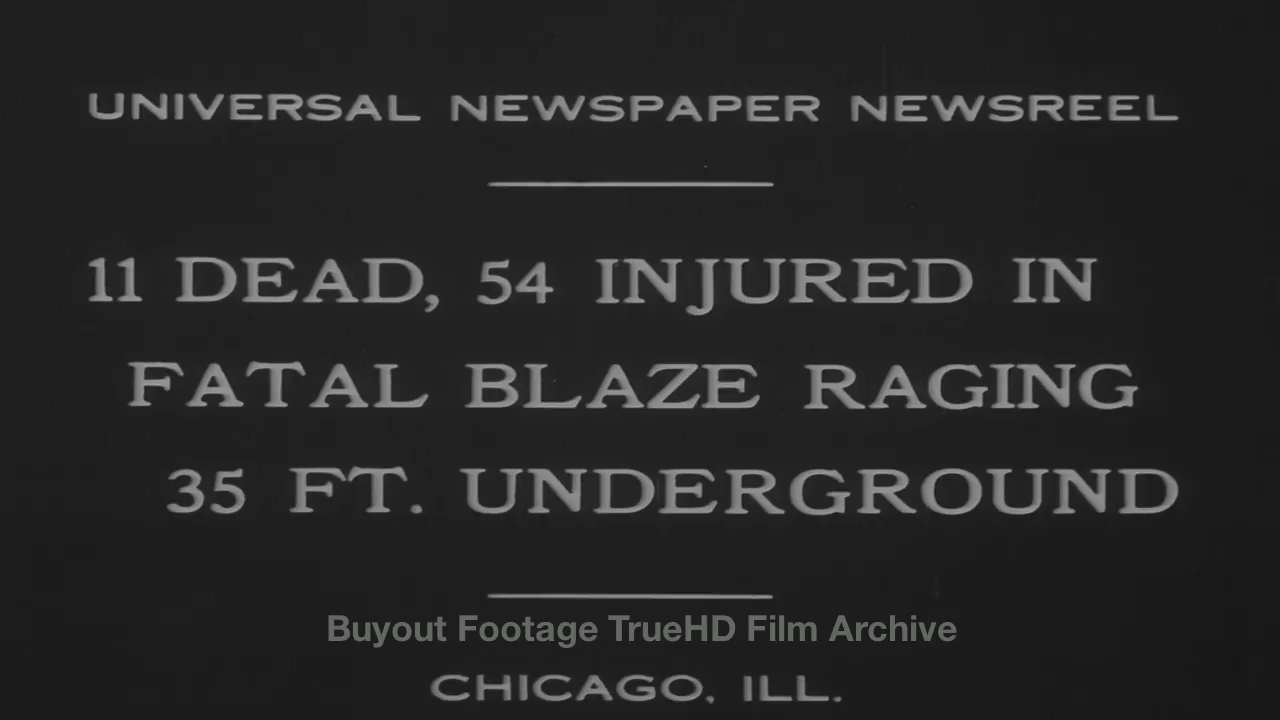 UNIVERSAL NEWSPAPER NEWSREEL
11 DEAD, 54 INJURED IN
FATAL BLAZE RAGING
35 FT. UNDERGROUND
Buyout Footage TrueHD Film Archive
CHICAGO, ILL.